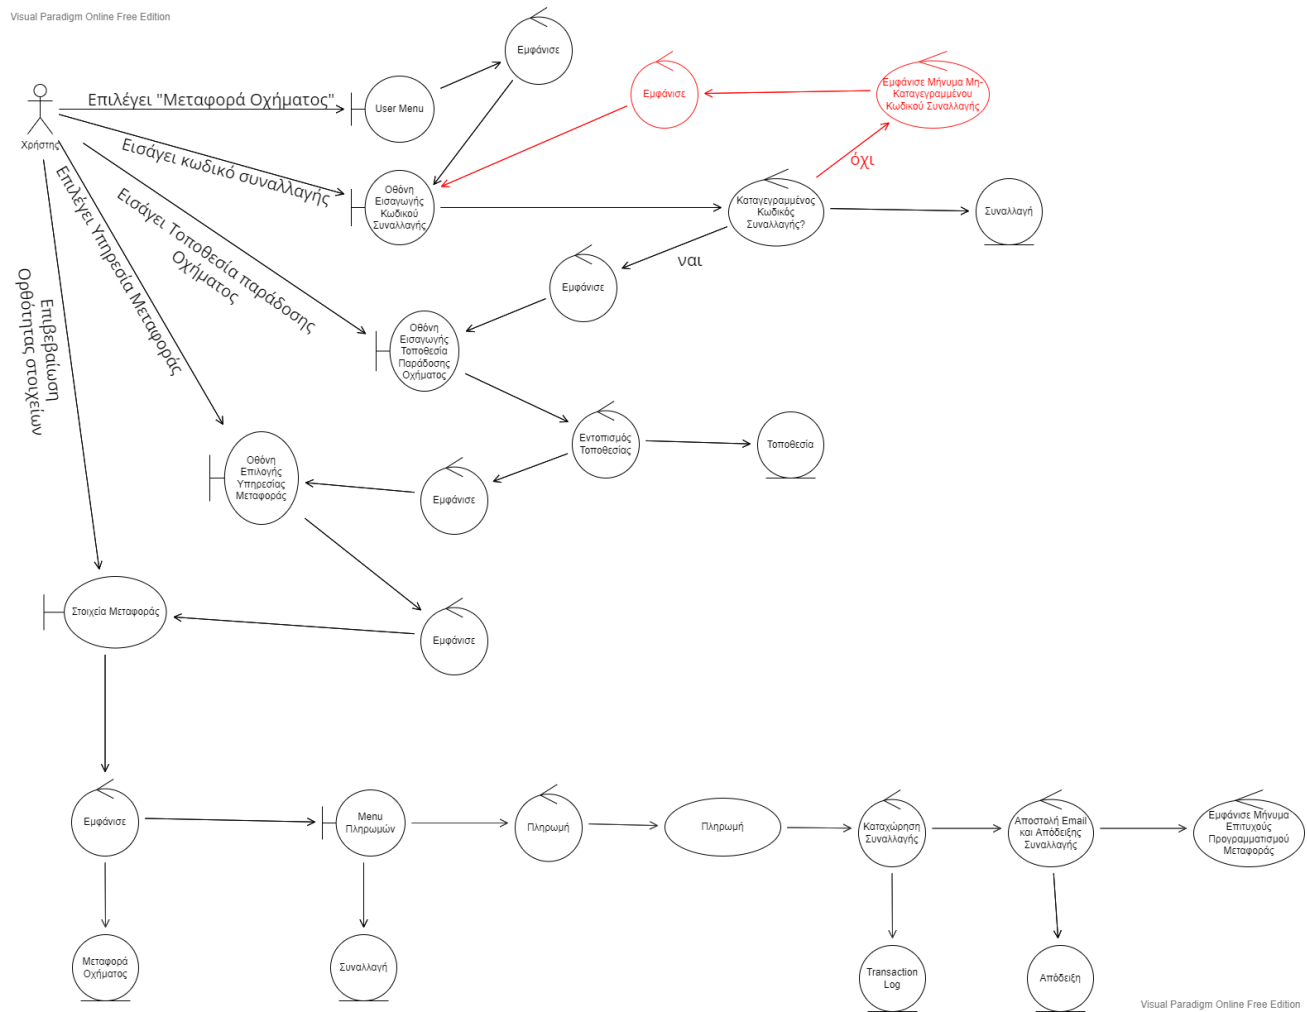 Visual Paradigm Online Free Edition
Εμφάνισε
Επιλέγει "Μεταφορά Οχήματος"
User Menu
Χρήστης
Εμφάνισε
Εμφάνισε Μήνυμα Μη-
Καταγεγραμμένου
Κωδικού Συναλλαγής
όχι
Εισάγει κωδικό συναλλαγής
Οθόνη
Εισαγωγής
Κωδικού
Συναλλαγής
Καταγεγραμμένος
Κωδικός
Συναλλαγής?
Συναλλαγή
ναι
Εμφάνισε
Εισάγει Τοποθεσία παράδοσης
Οχήματος
Επιλέγει Υπηρεσία Μεταφοράς
Επιβεβαίωση
Ορθότητας στοιχείων
Οθόνη
Εισαγωγής
Τοποθεσία
Παράδοσης
Οχήματος
Εντοπισμός
Τοποθεσίας
Τοποθεσία
Οθόνη
Επιλογής
Υπηρεσίας
Μεταφοράς
Εμφάνισε
Στοιχεία Μεταφοράς
Εμφάνισε
Εμφάνισε
Menu
Πληρωμών
Πληρωμή
Πληρωμή
Καταχώρηση
Συναλλαγής
Αποστολή Email
και Απόδειξης
Συναλλαγής
Εμφάνισε Μήνυμα
Επιτυχούς
Προγραμματισμού
Μεταφοράς
Μεταφορά
Οχήματος
Συναλλαγή
Transaction
Log
Απόδειξη
Visual Paradigm Online Free Edition